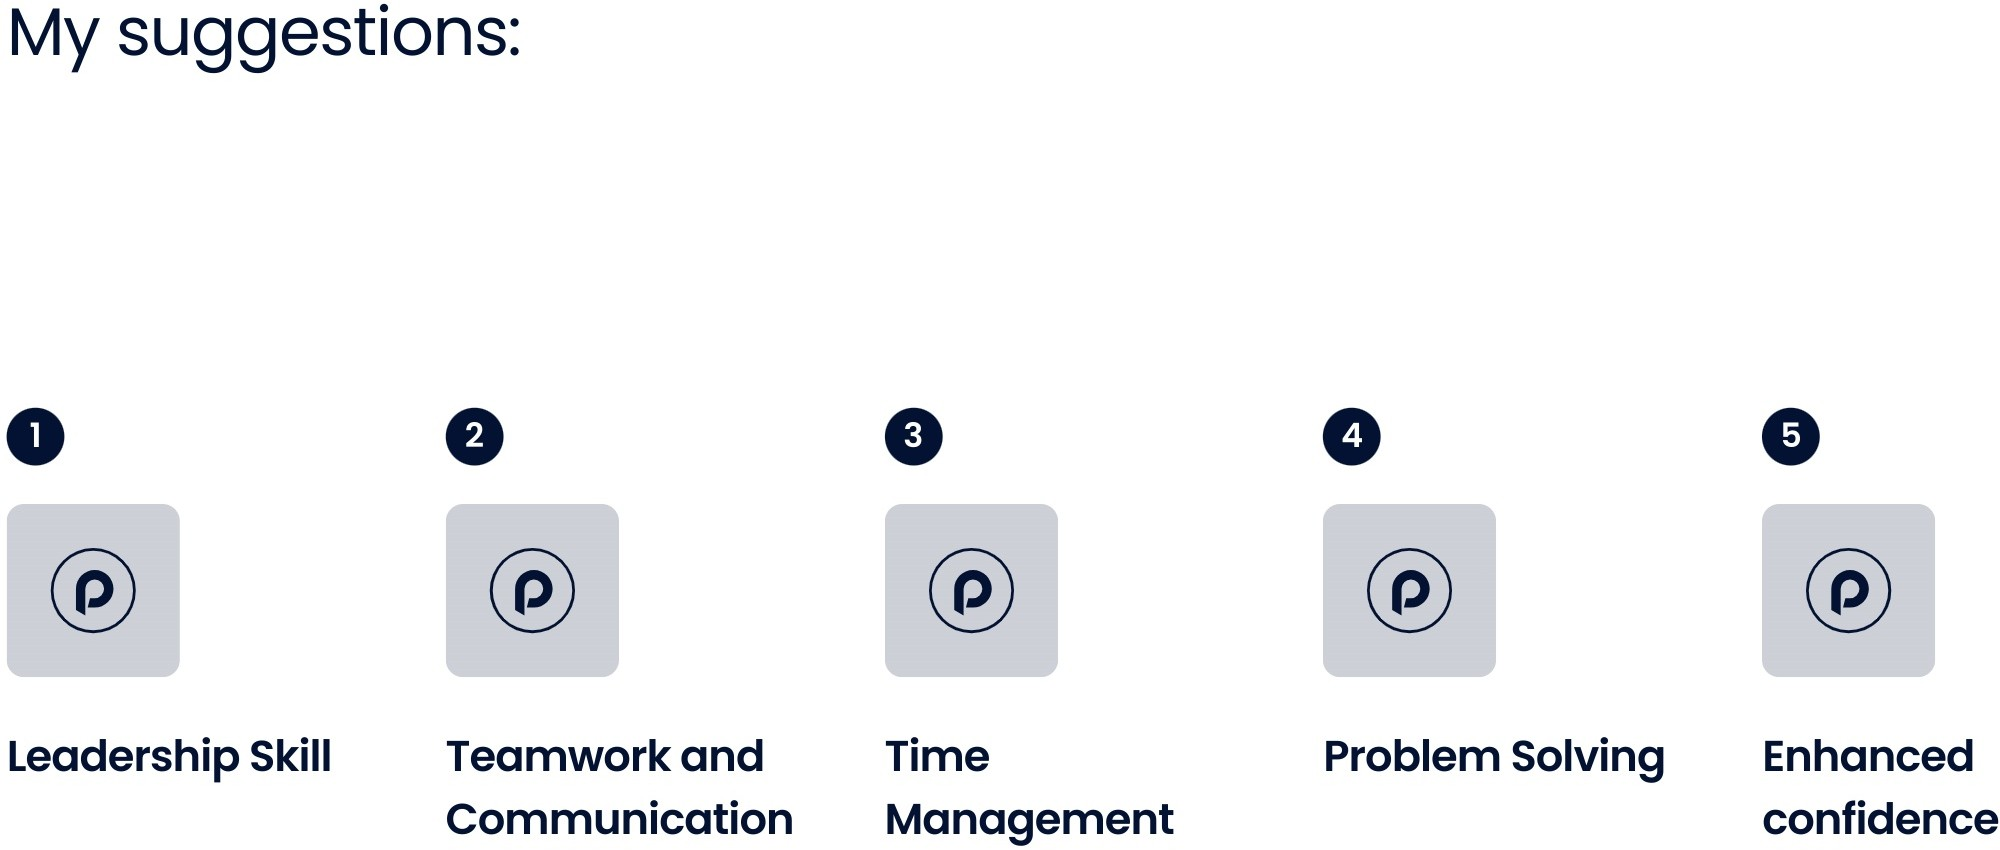 My suggestions:
1
2
3
4
5
Leadership Skill
Teamwork and
Communication
Time
Management
Problem Solving
Enhanced
confidence